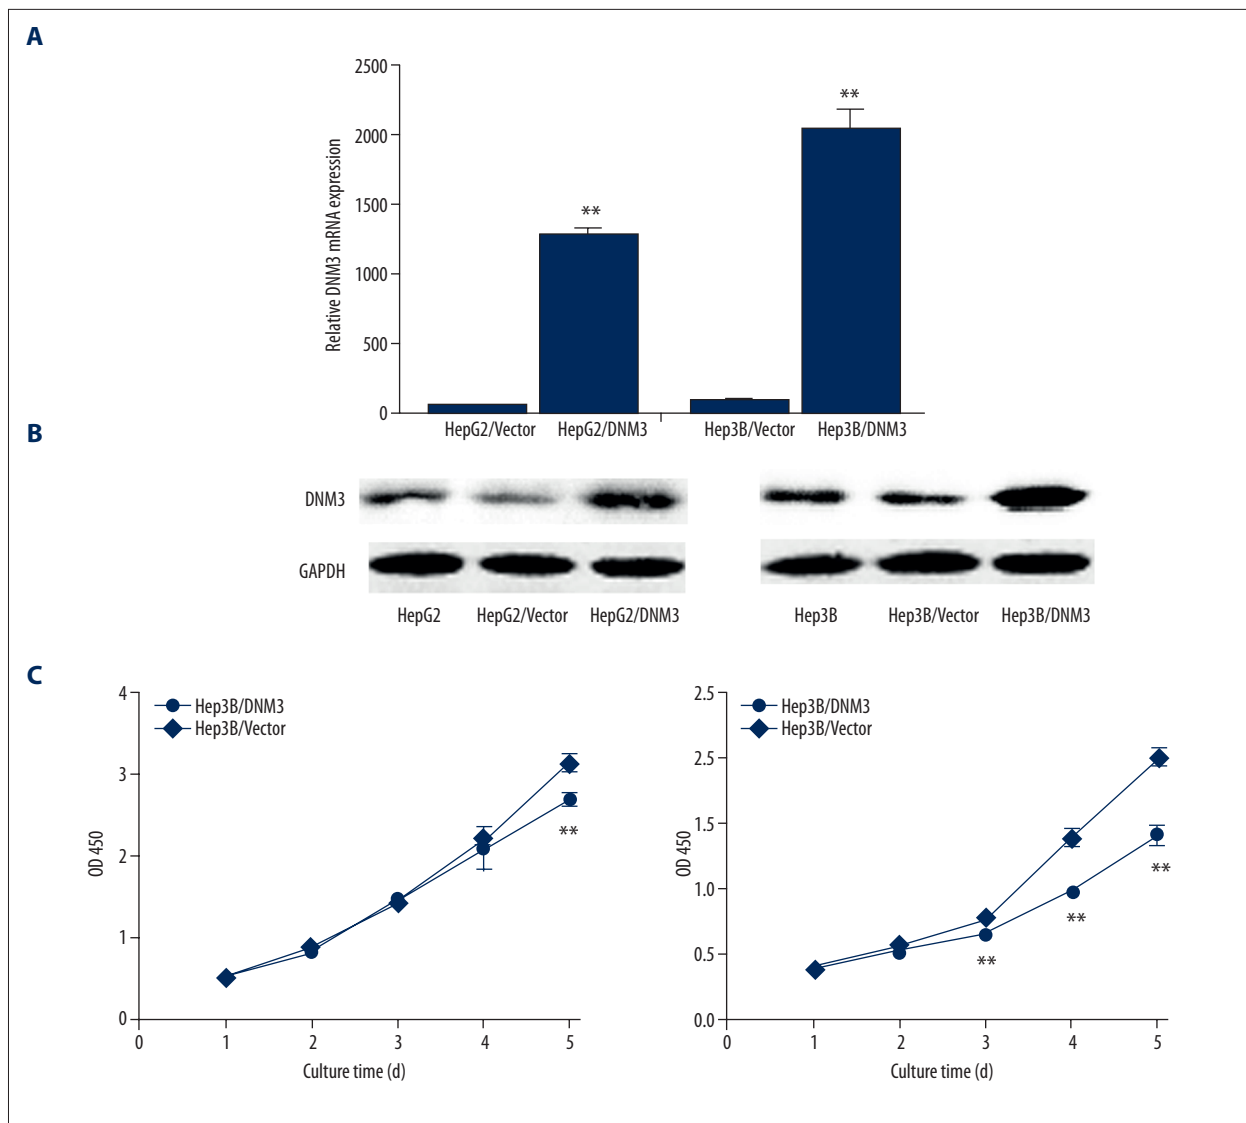 A
2500
2000
1500
1000
500
0
Relative DNM3 mRNA expression
**
**
HepG2/Vector HepG2/DNM3 Hep3B/Vector Hep3B/DNM3
B
DNM3
GAPDH
HepG2 HepG2/Vector HepG2/DNM3 Hep3B Hep3B/Vector Hep3B/DNM3
C
4
3
2
1
0
OD 450
Hep3B/DNM3
Hep3B/Vector
**
0 1 2 3 4 5
Culture time (d)
2.5
2.5
1.5
1.0
0.5
0.0
OD 450
Hep3B/DNM3
Hep3B/Vector
**
**
**
0 1 2 3 4 5
Culture time (d)